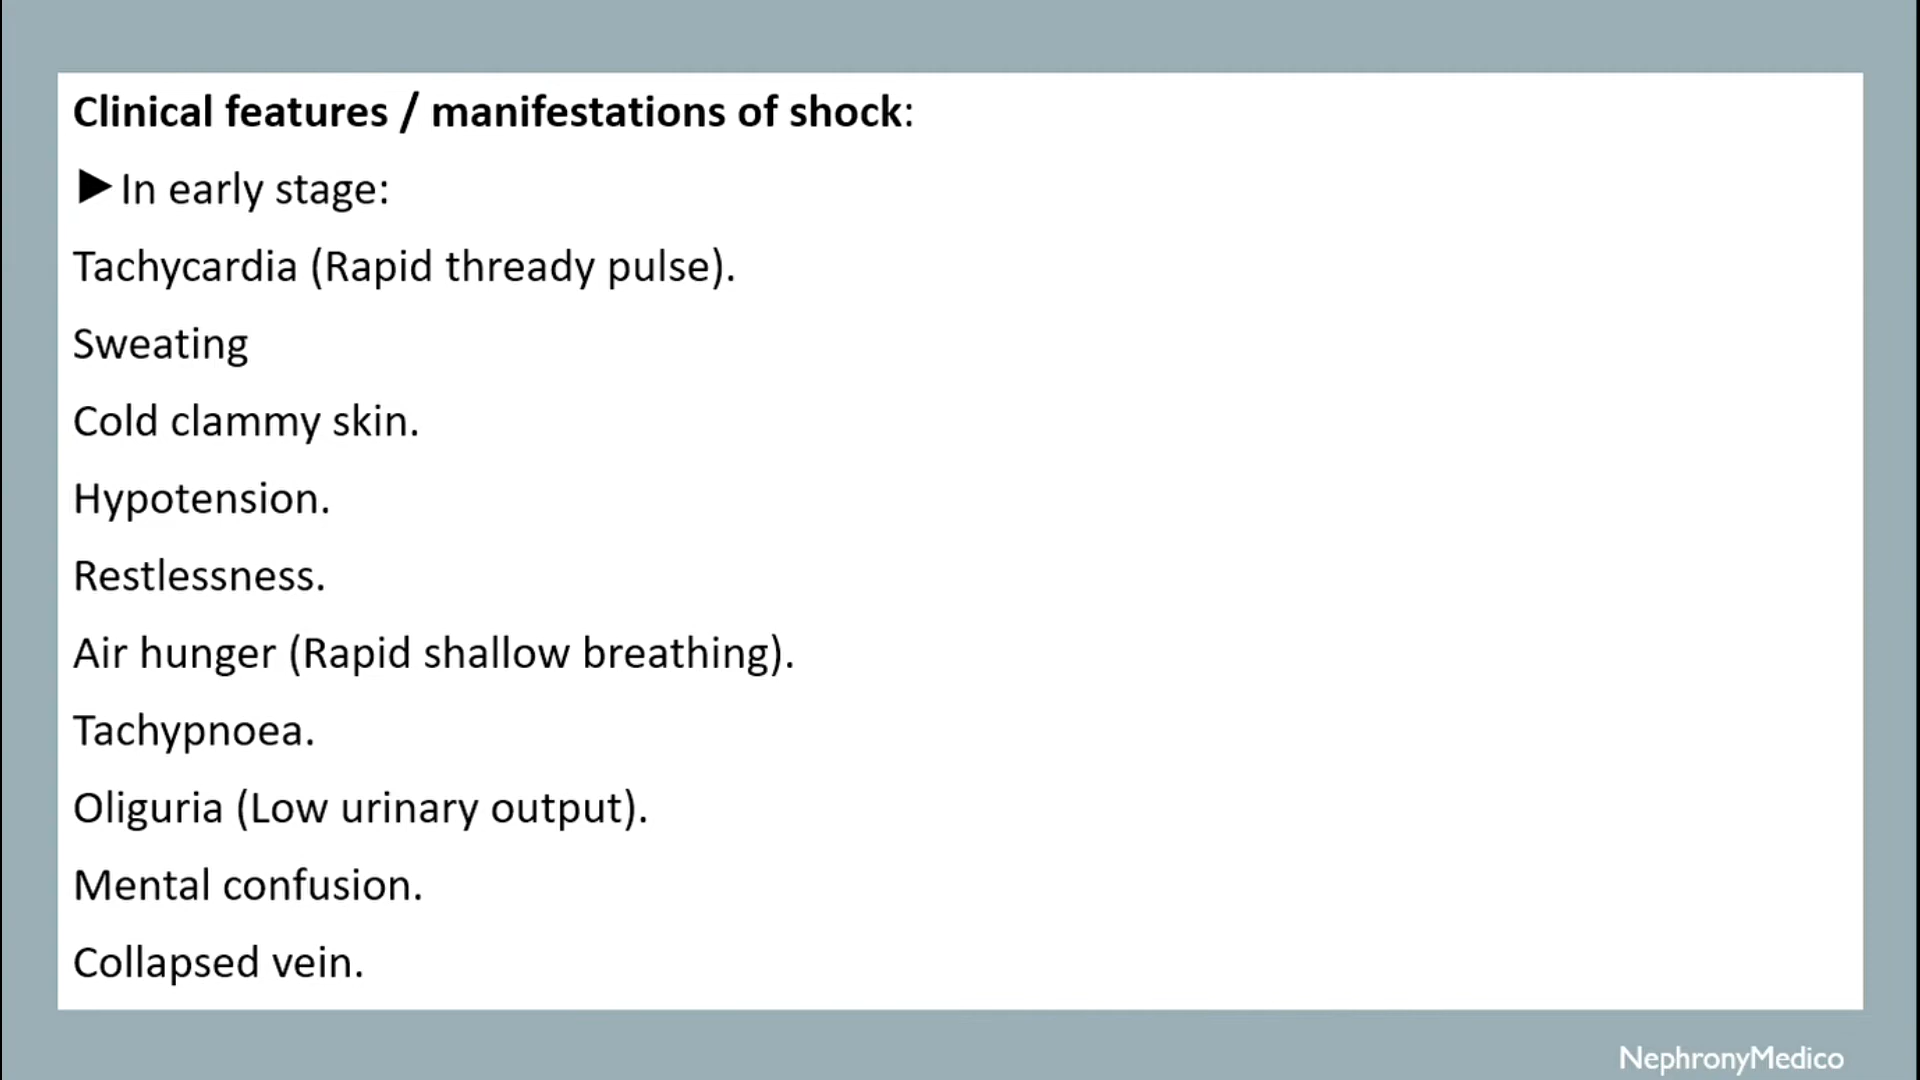 Clinical features / manifestations of shock:
►In early stage:
Tachycardia (Rapid thready pulse).
Sweating
Cold clammy skin.
Hypotension.
Restlessness.
Air hunger (Rapid shallow breathing).
Tachypnoea.
Oliguria (Low urinary output).
Mental confusion.
Collapsed vein.
NephronyMedico